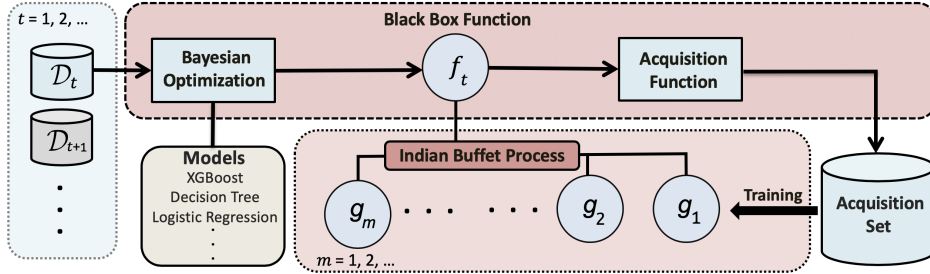 t = 1, 2, ...
Black Box Function
𝒟t
Bayesian
Optimization
ft
Acquisition
Function
𝒟t+1
Models
XGBoost
Decision Tree
Logistic Regression
Indian Buffet Process
gm
g2
g1
Training
Acquisition
Set
m = 1, 2, ...